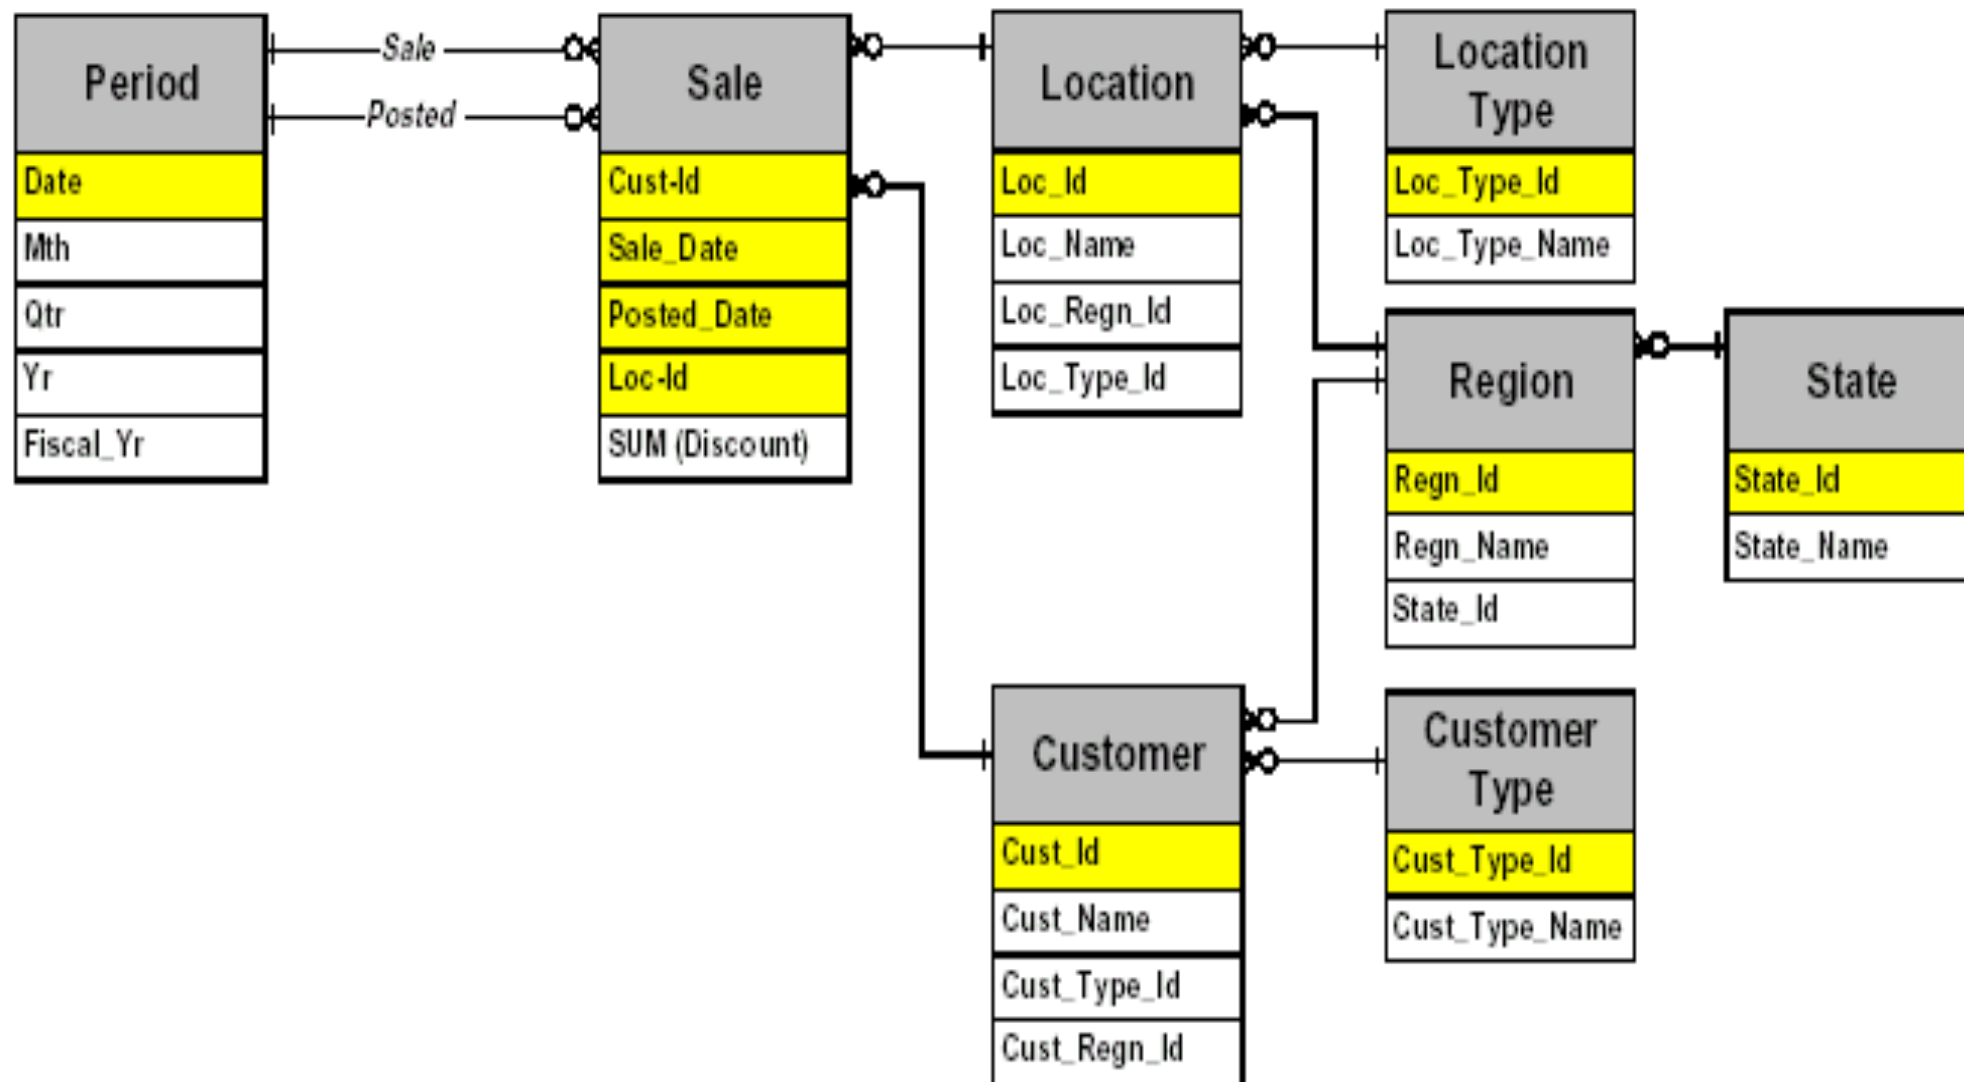 Period
Date
Mth
Qtr
Yr
Fiscal_Yr
Sale
Posted
Sale
Cust-Id
Sale_Date
Posted_Date
Loc-Id
SUM (Discount)
Location
Loc_Id
Loc_Name
Loc_Regn_Id
Loc_Type_Id
Location
Type
Loc_Type_Id
Loc_Type_Name
Region
Regn_Id
Regn_Name
State_Id
State
State_Id
State_Name
Customer
Cust_Id
Cust_Name
Cust_Type_Id
Cust_Regn_Id
Customer
Type
Cust_Type_Id
Cust_Type_Name